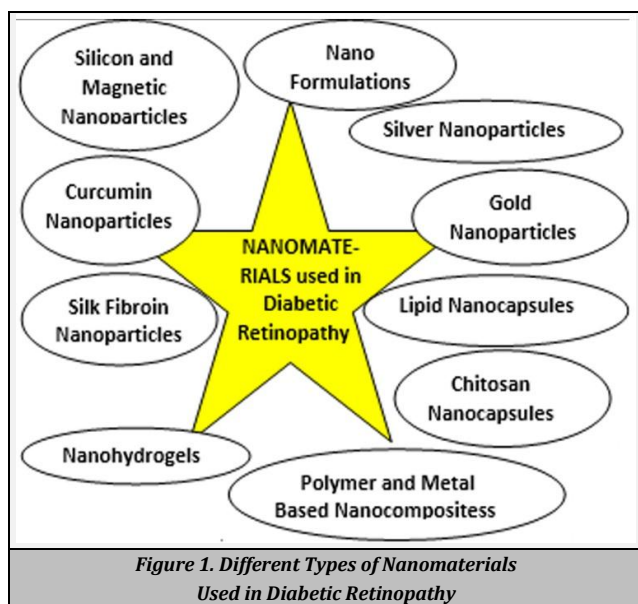 Silicon and
Magnetic
Nanoparticles
Nano
Formulations
Silver Nanoparticles
Curcumin
Nanoparticles
Gold
Nanoparticles
NANOMATE-
RIALS used in
Diabetic
Retinopathy
Silk Fibroin
Nanoparticles
Lipid Nanocapsules
Chitosan
Nanocapsules
Nanohydrogels
Polymer and Metal
Based Nanocompositess
Figure 1. Different Types of Nanomaterials
Used in Diabetic Retinopathy